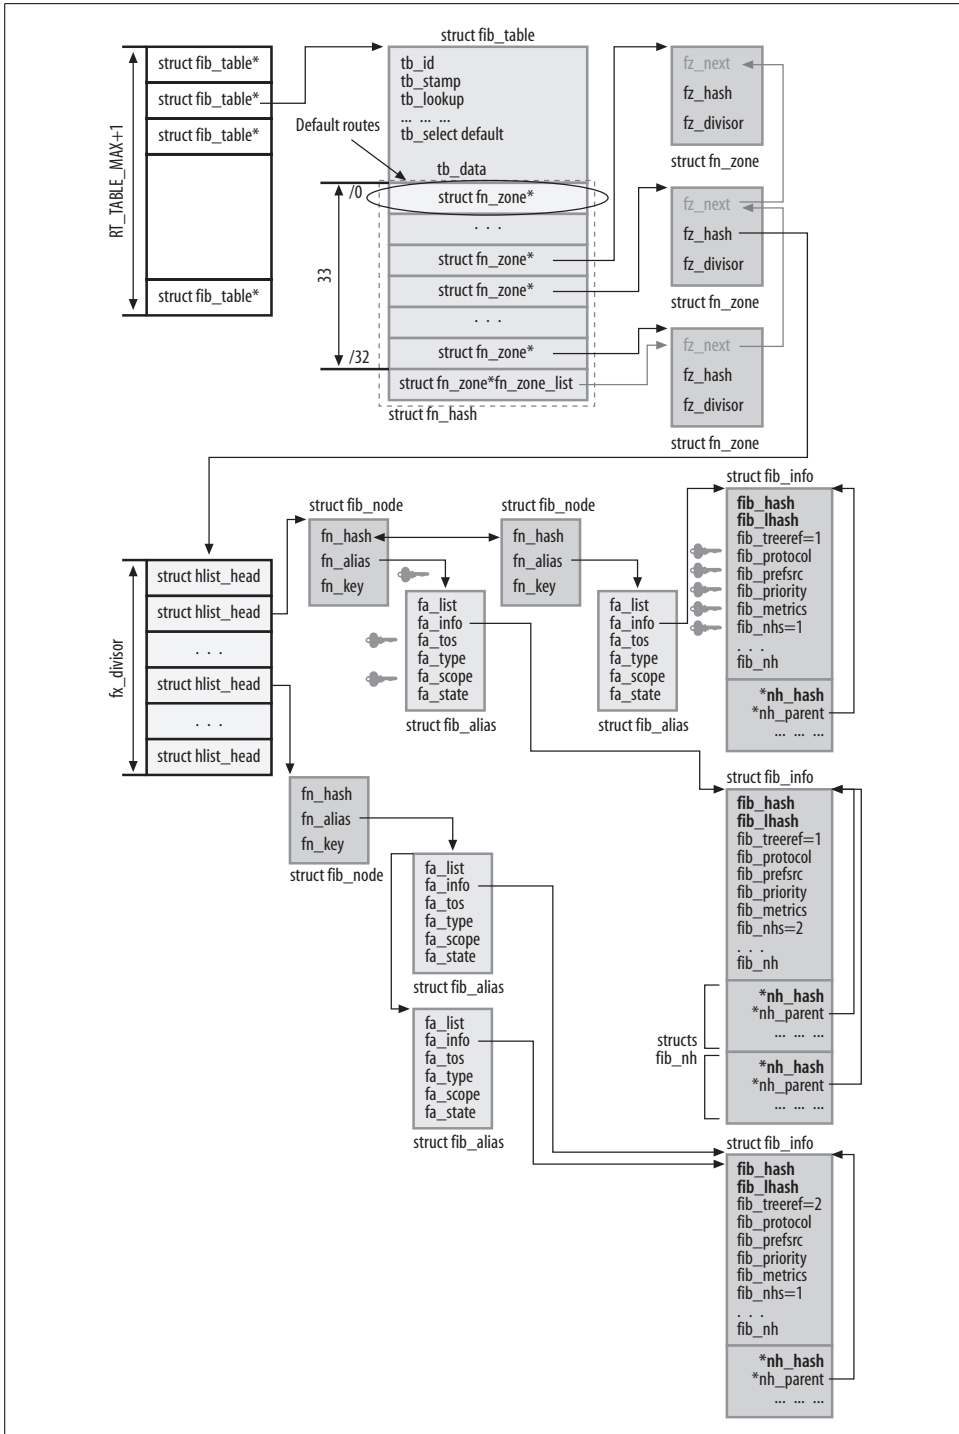 struct fib_table
struct fib_table*
struct fib_table*
struct fib_table*
struct fib_table*
RT_TABLE_MAX+1
tb_id
tb_stamp
tb_lookup
... ... ...
tb_select default
Default routes
tb_data
/0
struct fn_zone*
. . .
struct fn_zone*
struct fn_zone*
. . .
struct fn_zone*
33
/32
struct fn_zone*fn_zone_list
struct fn_hash
fz_next
fz_hash
fz_divisor
struct fn_zone
fz_next
fz_hash
fz_divisor
struct fn_zone
fz_next
fz_hash
fz_divisor
struct fn_zone
fx_divisor
struct hlist_head
struct hlist_head
. . .
struct hlist_head
. . .
struct hlist_head
struct fib_node
fn_hash
fn_alias
fn_key
struct fib_node
fn_hash
fn_alias
fn_key
fa_list
fa_info
fa_tos
fa_type
fa_scope
fa_state
struct fib_alias
fa_list
fa_info
fa_tos
fa_type
fa_scope
fa_state
struct fib_alias
struct fib_info
fib_hash
fib_lhash
fib_treeref=1
fib_protocol
fib_prefsrc
fib_priority
fib_metrics
fib_nhs=1
. . .
fib_nh
*nh_hash
*nh_parent
... ... ...
fn_hash
fn_alias
fn_key
struct fib_node
fa_list
fa_info
fa_tos
fa_type
fa_scope
fa_state
struct fib_alias
fa_list
fa_info
fa_tos
fa_type
fa_scope
fa_state
struct fib_alias
struct fib_info
fib_hash
fib_lhash
fib_treeref=1
fib_protocol
fib_prefsrc
fib_priority
fib_metrics
fib_nhs=2
. . .
fib_nh
*nh_hash
*nh_parent
... ... ...
structs
fib_nh
*nh_hash
*nh_parent
... ... ...
struct fib_info
fib_hash
fib_lhash
fib_treeref=2
fib_protocol
fib_prefsrc
fib_priority
fib_metrics
fib_nhs=1
. . .
fib_nh
*nh_hash
*nh_parent
... ... ...